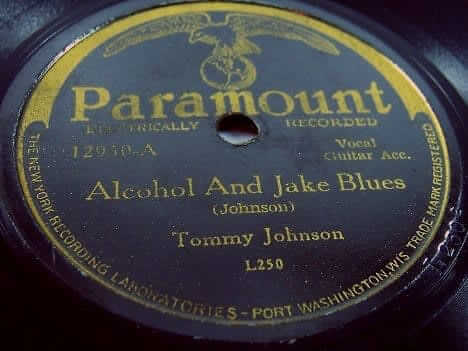 Paramount
ELECTRICALLY RECORDED
12950-A Vocal
Guitar Acc.
Alcohol And Jake Blues
(Johnson)
Tommy Johnson
L250
THE NEW YORK RECORDING LABORATORIES - PORT WASHINGTON, WIS TRADE MARK REGISTERED